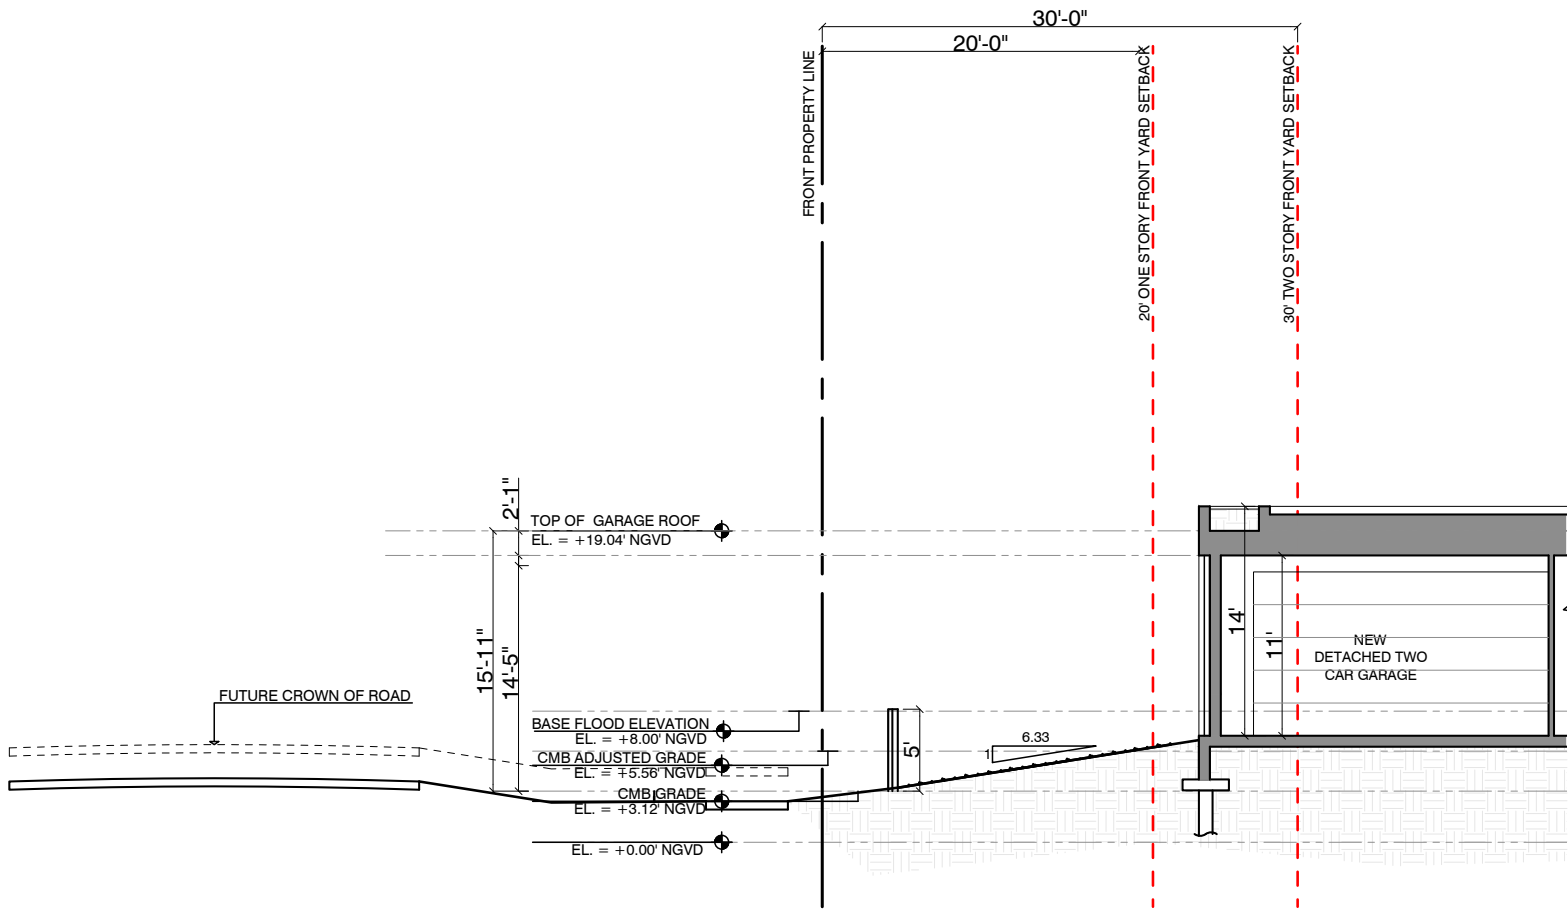 30'-0"
20'-0"
FRONT PROPERTY LINE
20' ONE STORY FRONT YARD SETBACK
30' TWO STORY FRONT YARD SETBACK
2'-1"
TOP OF GARAGE ROOF
EL. = +19.04' NGVD
15'-11"
14'-5"
14'
11'
NEW
DETACHED TWO
CAR GARAGE
FUTURE CROWN OF ROAD
BASE FLOOD ELEVATION
EL. = +8.00' NGVD
5'
6.33
1
CMB ADJUSTED GRADE
EL. = +5.56' NGVD
CMB GRADE
EL. = +3.12' NGVD
EL. = +0.00' NGVD